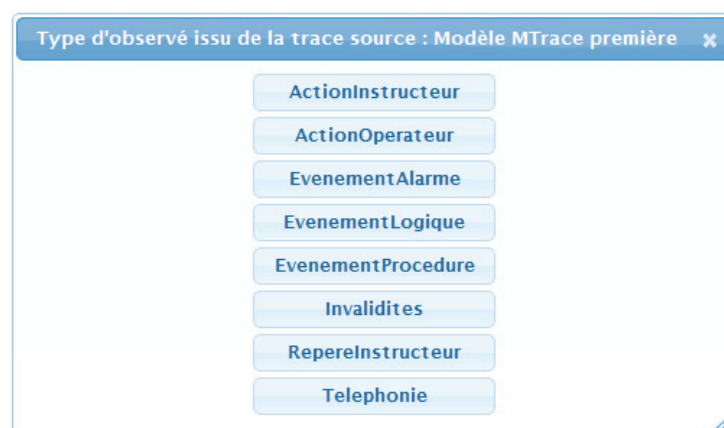 Type d'observé issu de la trace source : Modèle MTrace première
ActionInstructeur
ActionOperateur
EvenementAlarme
EvenementLogique
EvenementProcedure
Invalidites
RepereInstructeur
Telephonie